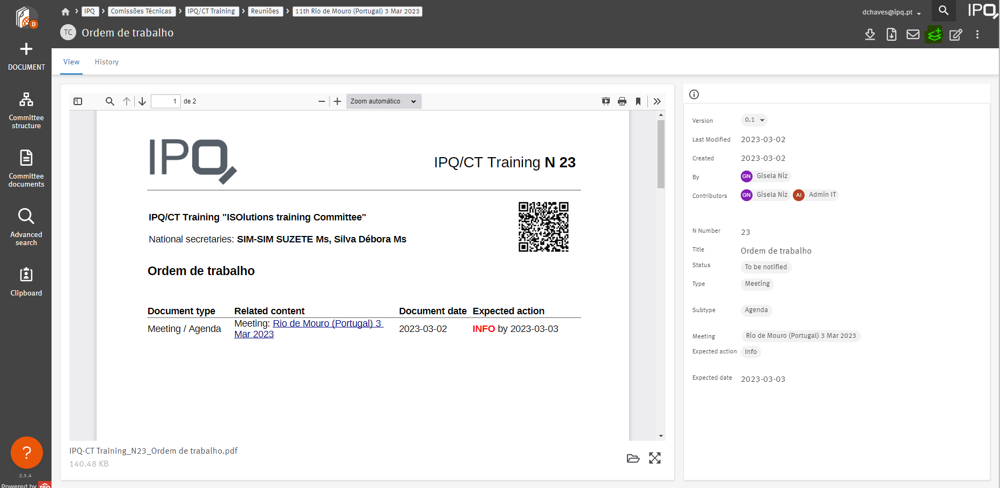 IPQ
Comissões Técnicas
IPQ/CT Training
Reuniões
11th Rio de Mouro (Portugal) 3 Mar 2023
dchaves@ipq.pt
IPQ
D
TC
Ordem de trabalho
DOCUMENT
Committee
structure
Committee
documents
Advanced
search
Clipboard
?
2.5.4
Powered by ISO
View
History
1 de 2
Zoom automático
IPQ
IPQ/CT Training N 23
IPQ/CT Training "ISOlutions training Committee"
National secretaries: SIM-SIM SUZETE Ms, Silva Débora Ms
Ordem de trabalho
Document type Related content Document date Expected action
Meeting / Agenda Meeting: Rio de Mouro (Portugal) 3 Mar 2023 2023-03-02 INFO by 2023-03-03
IPQ-CT Training_N23_Ordem de trabalho.pdf
140.48 KB
Version 0.1
Last Modified 2023-03-02
Created 2023-03-02
By GN Gisela Niz
Contributors GN Gisela Niz AI Admin IT
N Number 23
Title Ordem de trabalho
Status To be notified
Type Meeting
Subtype Agenda
Meeting Rio de Mouro (Portugal) 3 Mar 2023
Expected action Info
Expected date 2023-03-03